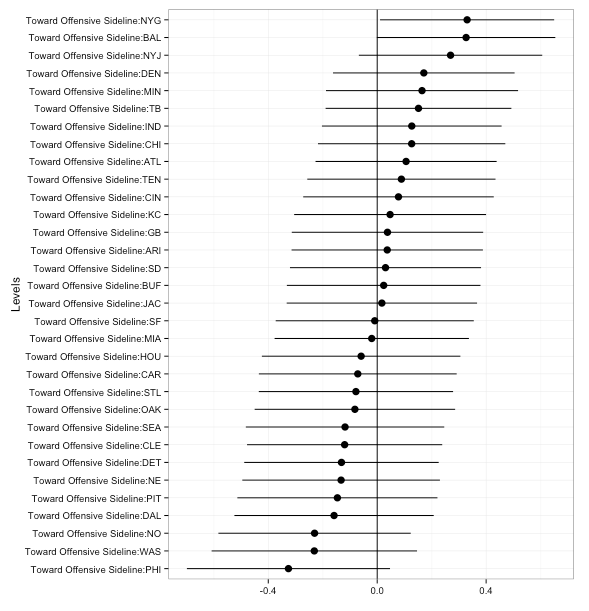 Toward Offensive Sideline:NYG
Toward Offensive Sideline:BAL
Toward Offensive Sideline:NYJ
Toward Offensive Sideline:DEN
Toward Offensive Sideline:MIN
Toward Offensive Sideline:TB
Toward Offensive Sideline:IND
Toward Offensive Sideline:CHI
Toward Offensive Sideline:ATL
Toward Offensive Sideline:TEN
Toward Offensive Sideline:CIN
Toward Offensive Sideline:KC
Toward Offensive Sideline:GB
Toward Offensive Sideline:ARI
Toward Offensive Sideline:SD
Toward Offensive Sideline:BUF
Toward Offensive Sideline:JAC
Toward Offensive Sideline:SF
Toward Offensive Sideline:MIA
Toward Offensive Sideline:HOU
Toward Offensive Sideline:CAR
Toward Offensive Sideline:STL
Toward Offensive Sideline:OAK
Toward Offensive Sideline:SEA
Toward Offensive Sideline:CLE
Toward Offensive Sideline:DET
Toward Offensive Sideline:NE
Toward Offensive Sideline:PIT
Toward Offensive Sideline:DAL
Toward Offensive Sideline:NO
Toward Offensive Sideline:WAS
Toward Offensive Sideline:PHI
Levels
-0.4 0.0 0.4